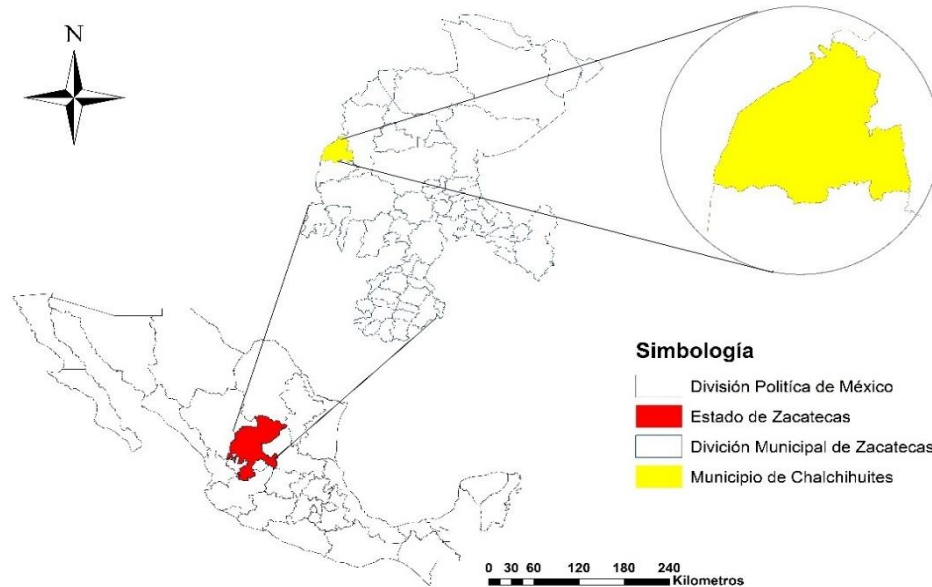 N
Simbología
División Politíca de México
Estado de Zacatecas
Divición Municipal de Zacatecas
Municipio de Chalchihuites
0 30 60 120 180 240
Kilometros